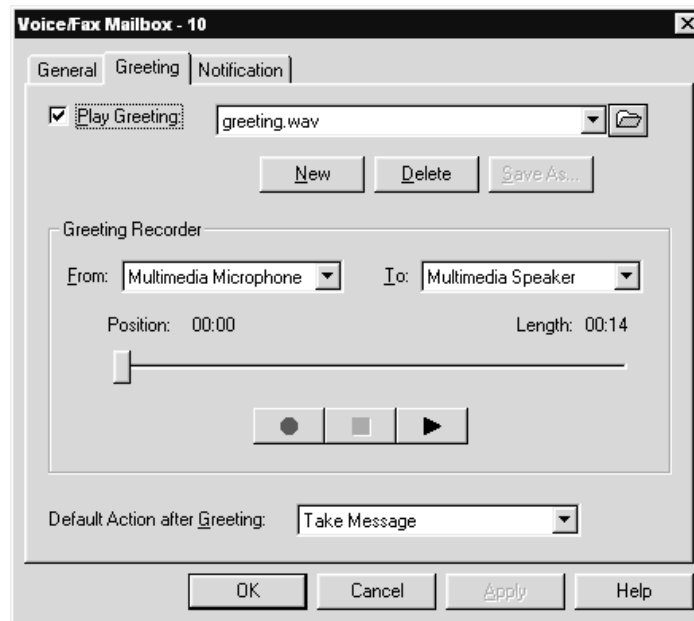 Voice/Fax Mailbox - 10
General Greeting Notification
Play Greeting: greeting.wav
New Delete Save As...
Greeting Recorder
From: Multimedia Microphone To: Multimedia Speaker
Position: 00:00 Length: 00:14
Default Action after Greeting: Take Message
OK Cancel Apply Help